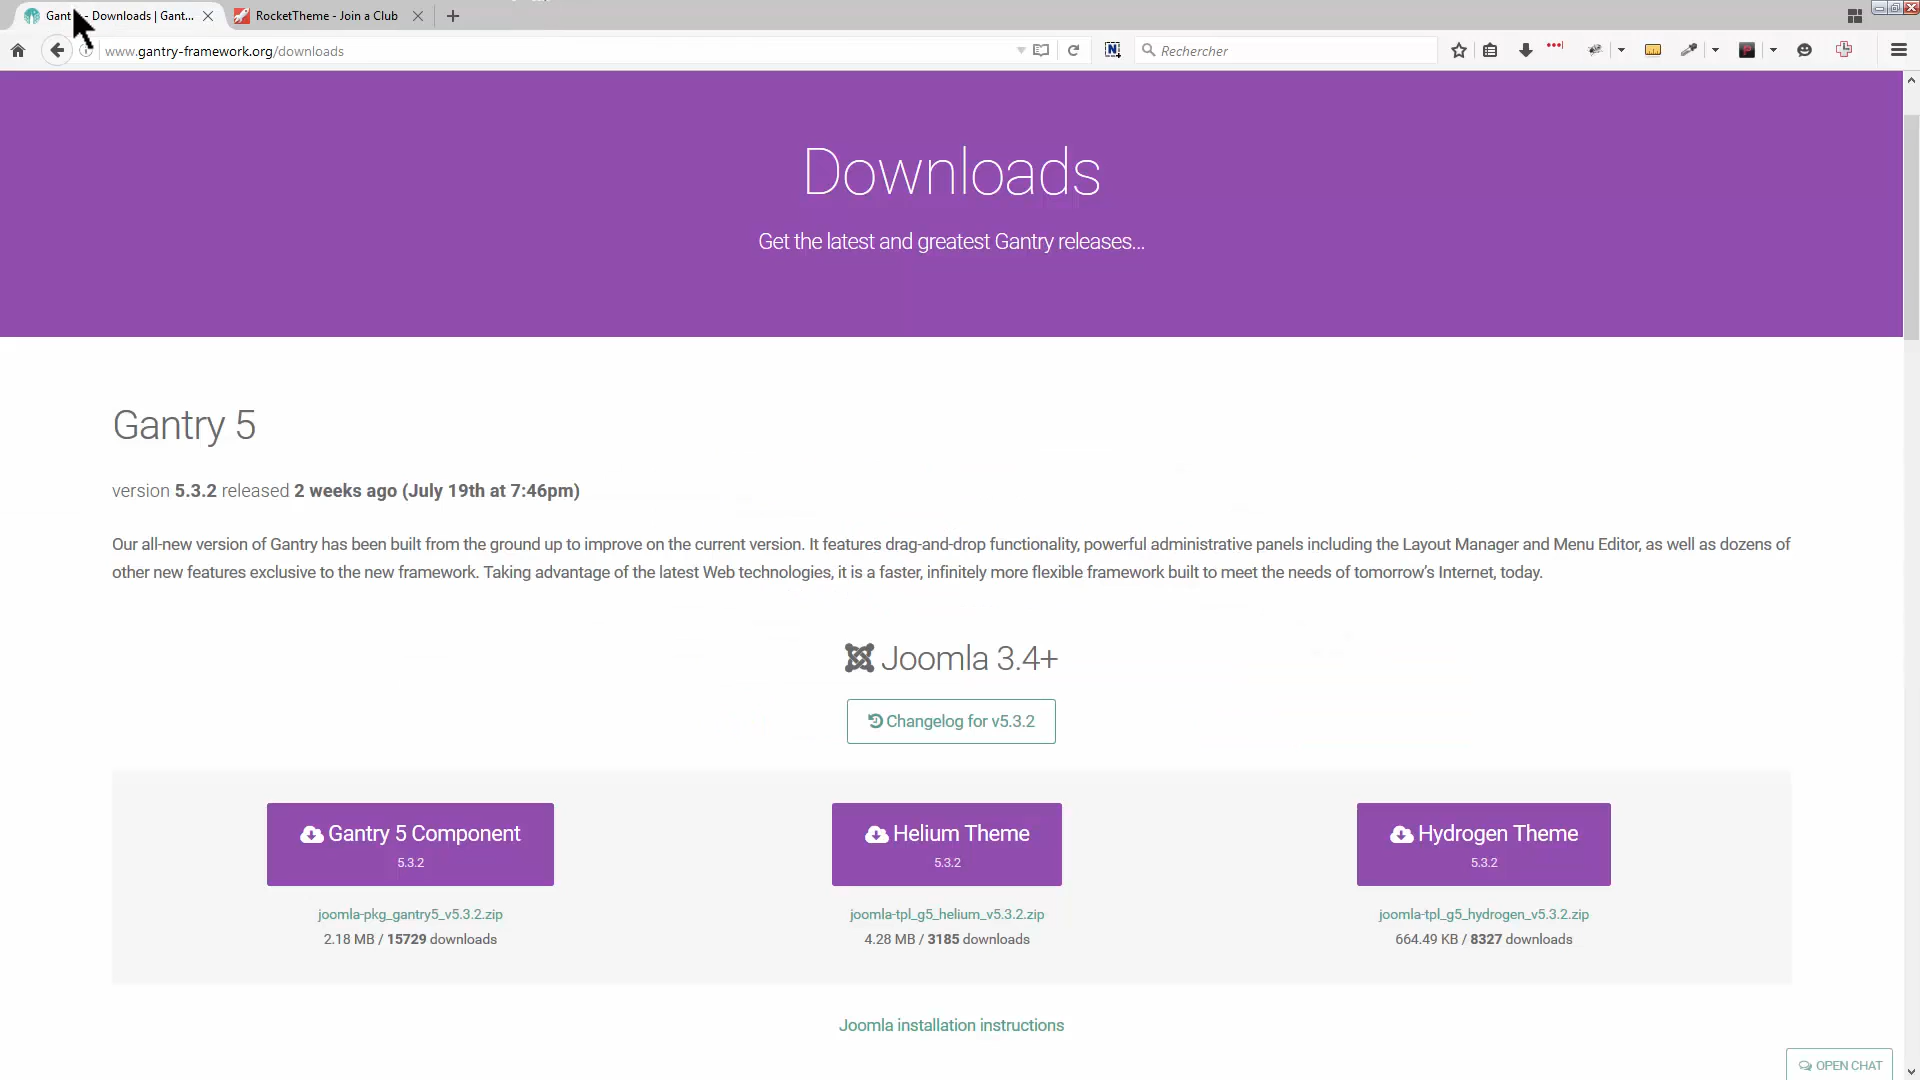 Gant - Downloads | Gant...
RocketTheme - Join a Club
www.gantry-framework.org/downloads
Rechercher
Downloads
Get the latest and greatest Gantry releases...
Gantry 5
version 5.3.2 released 2 weeks ago (July 19th at 7:46pm)
Our all-new version of Gantry has been built from the ground up to improve on the current version. It features drag-and-drop functionality, powerful administrative panels including the Layout Manager and Menu Editor, as well as dozens of
other new features exclusive to the new framework. Taking advantage of the latest Web technologies, it is a faster, infinitely more flexible framework built to meet the needs of tomorrow's Internet, today.
Joomla 3.4+
Changelog for v5.3.2
Gantry 5 Component
5.3.2
joomla-pkg_gantry5_v5.3.2.zip
2.18 MB / 15729 downloads
Helium Theme
5.3.2
joomla-tpl_g5_helium_v5.3.2.zip
4.28 MB / 3185 downloads
Hydrogen Theme
5.3.2
joomla-tpl_g5_hydrogen_v5.3.2.zip
664.49 KB / 8327 downloads
Joomla installation instructions
OPEN CHAT